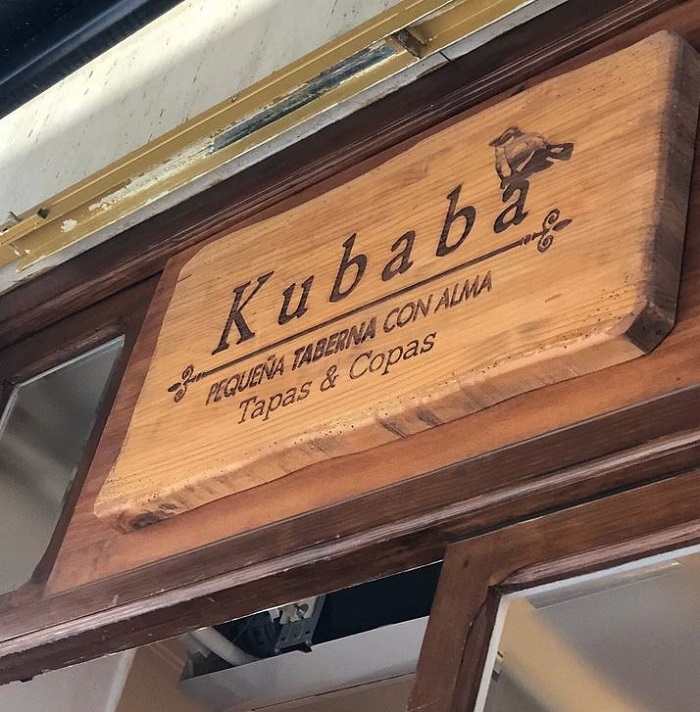 Kubaba
PEQUEÑA TABERNA CON ALMA
Tapas & Copas